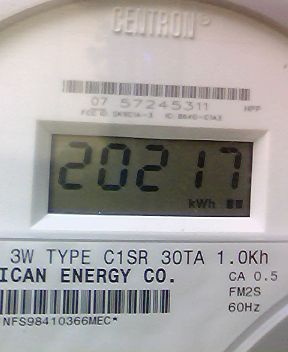 CENTRON®
07 57245311 HPP
20217
kWh
3W TYPE C1SR 30TA 1.0Kh
ICAN ENERGY CO. CA 0.5
FM2S
60Hz
NFS98410366MEC*